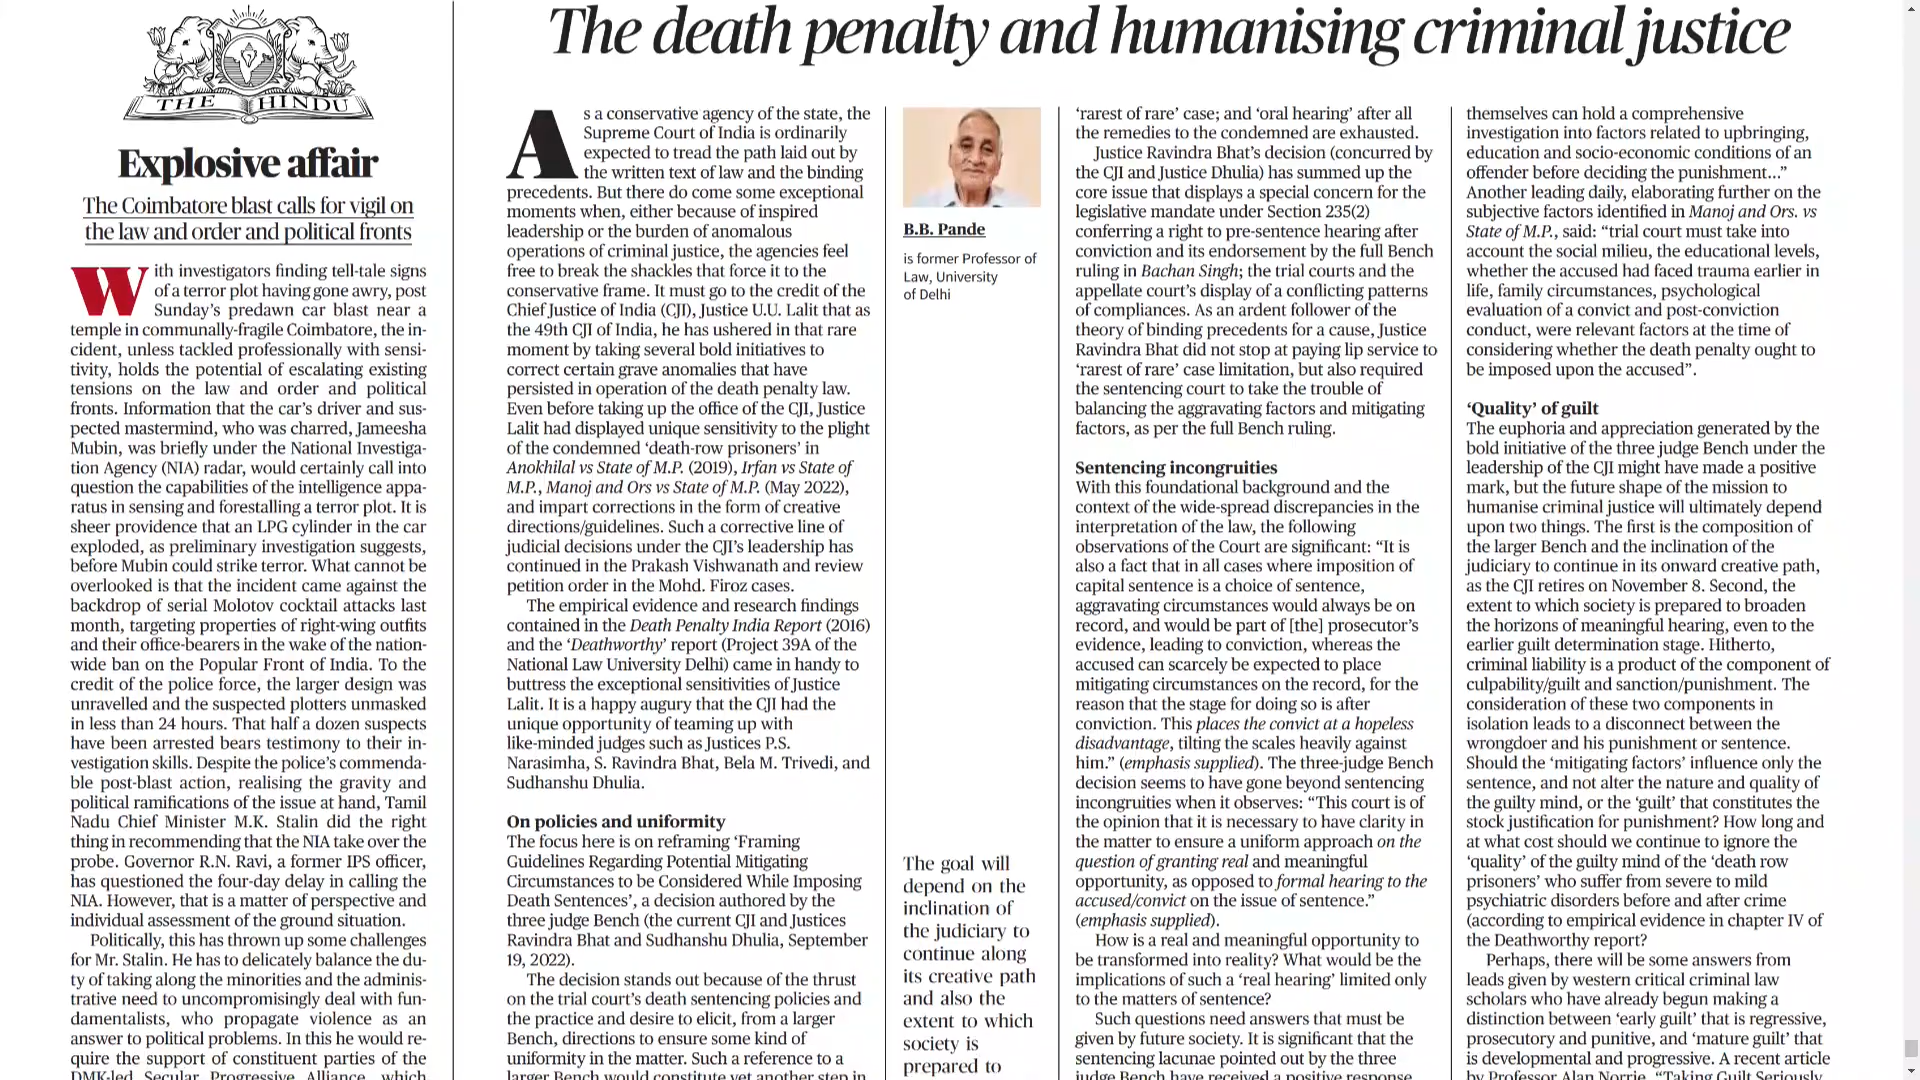 The death penalty and humanising criminal justice
THE HINDU
Explosive affair
The Coimbatore blast calls for vigil on
the law and order and political fronts
With investigators finding tell-tale signs
of a terror plot having gone awry, post
Sunday's predawn car blast near a
temple in communally-fragile Coimbatore, the in-
cident, unless tackled professionally with sensi-
tivity, holds the potential of escalating existing
tensions on the law and order and political
fronts. Information that the car's driver and sus-
pected mastermind, who was charred, Jameesha
Mubin, was briefly under the National Investiga-
tion Agency (NIA) radar, would certainly call into
question the capabilities of the intelligence appa-
ratus in sensing and forestalling a terror plot. It is
sheer providence that an LPG cylinder in the car
exploded, as preliminary investigation suggests,
before Mubin could strike terror. What cannot be
overlooked is that the incident came against the
backdrop of serial Molotov cocktail attacks last
month, targeting properties of right-wing outfits
and their office-bearers in the wake of the nation-
wide ban on the Popular Front of India. To the
credit of the police force, the larger design was
unravelled and the suspected plotters unmasked
in less than 24 hours. That half a dozen suspects
have been arrested bears testimony to their in-
vestigation skills. Despite the police's commenda-
ble post-blast action, realising the gravity and
political ramifications of the issue at hand, Tamil
Nadu Chief Minister M.K. Stalin did the right
thing in recommending that the NIA take over the
probe. Governor R.N. Ravi, a former IPS officer,
has questioned the four-day delay in calling the
NIA. However, that is a matter of perspective and
individual assessment of the ground situation.
Politically, this has thrown up some challenges
for Mr. Stalin. He has to delicately balance the du-
ty of taking along the minorities and the adminis-
trative need to uncompromisingly deal with fun-
damentalists, who propagate violence as an
answer to political problems. In this he would re-
quire the support of constituent parties of the
DMK-led Secular Progressive Alliance, which
As a conservative agency of the state, the
Supreme Court of India is ordinarily
expected to tread the path laid out by
the written text of law and the binding
precedents. But there do come some exceptional
moments when, either because of inspired
leadership or the burden of anomalous
operations of criminal justice, the agencies feel
free to break the shackles that force it to the
conservative frame. It must go to the credit of the
Chief Justice of India (CJI), Justice U.U. Lalit that as
the 49th CJI of India, he has ushered in that rare
moment by taking several bold initiatives to
correct certain grave anomalies that have
persisted in operation of the death penalty law.
Even before taking up the office of the CJI, Justice
Lalit had displayed unique sensitivity to the plight
of the condemned 'death-row prisoners' in
Anokhilal vs State of M.P. (2019), Irfan vs State of
M.P., Manoj and Ors vs State of M.P. (May 2022),
and impart corrections in the form of creative
directions/guidelines. Such a corrective line of
judicial decisions under the CJI's leadership has
continued in the Prakash Vishwanath and review
petition order in the Mohd. Firoz cases.
The empirical evidence and research findings
contained in the Death Penalty India Report (2016)
and the 'Deathworthy' report (Project 39A of the
National Law University Delhi) came in handy to
buttress the exceptional sensitivities of Justice
Lalit. It is a happy augury that the CJI had the
unique opportunity of teaming up with
like-minded judges such as Justices P.S.
Narasimha, S. Ravindra Bhat, Bela M. Trivedi, and
Sudhanshu Dhulia.
On policies and uniformity
The focus here is on reframing 'Framing
Guidelines Regarding Potential Mitigating
Circumstances to be Considered While Imposing
Death Sentences', a decision authored by the
three judge Bench (the current CJI and Justices
Ravindra Bhat and Sudhanshu Dhulia, September
19, 2022).
The decision stands out because of the thrust
on the trial court's death sentencing policies and
the practice and desire to elicit, from a larger
Bench, directions to ensure some kind of
uniformity in the matter. Such a reference to a
larger Bench would constitute yet another step in
B.B. Pande
is former Professor of
Law, University
of Delhi
The goal will
depend on the
inclination of
the judiciary to
continue along
its creative path
and also the
extent to which
society is
prepared to
'rarest of rare' case; and 'oral hearing' after all
the remedies to the condemned are exhausted.
Justice Ravindra Bhat's decision (concurred by
the CJI and Justice Dhulia) has summed up the
core issue that displays a special concern for the
legislative mandate under Section 235(2)
conferring a right to pre-sentence hearing after
conviction and its endorsement by the full Bench
ruling in Bachan Singh; the trial courts and the
appellate court's display of a conflicting patterns
of compliances. As an ardent follower of the
theory of binding precedents for a cause, Justice
Ravindra Bhat did not stop at paying lip service to
'rarest of rare' case limitation, but also required
the sentencing court to take the trouble of
balancing the aggravating factors and mitigating
factors, as per the full Bench ruling.
Sentencing incongruities
With this foundational background and the
context of the wide-spread discrepancies in the
interpretation of the law, the following
observations of the Court are significant: "It is
also a fact that in all cases where imposition of
capital sentence is a choice of sentence,
aggravating circumstances would always be on
record, and would be part of [the] prosecutor's
evidence, leading to conviction, whereas the
accused can scarcely be expected to place
mitigating circumstances on the record, for the
reason that the stage for doing so is after
conviction. This places the convict at a hopeless
disadvantage, tilting the scales heavily against
him." (emphasis supplied). The three-judge Bench
decision seems to have gone beyond sentencing
incongruities when it observes: "This court is of
the opinion that it is necessary to have clarity in
the matter to ensure a uniform approach on the
question of granting real and meaningful
opportunity, as opposed to formal hearing to the
accused/convict on the issue of sentence."
(emphasis supplied).
How is a real and meaningful opportunity to
be transformed into reality? What would be the
implications of such a 'real hearing' limited only
to the matters of sentence?
Such questions need answers that must be
given by future society. It is significant that the
sentencing lacunae pointed out by the three
judge Bench have received a positive response
themselves can hold a comprehensive
investigation into factors related to upbringing,
education and socio-economic conditions of an
offender before deciding the punishment..."
Another leading daily, elaborating further on the
subjective factors identified in Manoj and Ors. vs
State of M.P., said: "trial court must take into
account the social milieu, the educational levels,
whether the accused had faced trauma earlier in
life, family circumstances, psychological
evaluation of a convict and post-conviction
conduct, were relevant factors at the time of
considering whether the death penalty ought to
be imposed upon the accused".
'Quality' of guilt
The euphoria and appreciation generated by the
bold initiative of the three judge Bench under the
leadership of the CJI might have made a positive
mark, but the future shape of the mission to
humanise criminal justice will ultimately depend
upon two things. The first is the composition of
the larger Bench and the inclination of the
judiciary to continue in its onward creative path,
as the CJI retires on November 8. Second, the
extent to which society is prepared to broaden
the horizons of meaningful hearing, even to the
earlier guilt determination stage. Hitherto,
criminal liability is a product of the component of
culpability/guilt and sanction/punishment. The
consideration of these two components in
isolation leads to a disconnect between the
wrongdoer and his punishment or sentence.
Should the 'mitigating factors' influence only the
sentence, and not alter the nature and quality of
the guilty mind, or the 'guilt' that constitutes the
stock justification for punishment? How long and
at what cost should we continue to ignore the
'quality' of the guilty mind of the 'death row
prisoners' who suffer from severe to mild
psychiatric disorders before and after crime
(according to empirical evidence in chapter IV of
the Deathworthy report?
Perhaps, there will be some answers from
leads given by western critical criminal law
scholars who have already begun making a
distinction between 'early guilt' that is regressive,
prosecutory and punitive, and 'mature guilt' that
is developmental and progressive. A recent article
by Professor Alan Norrie, "Taking Guilt Seriously